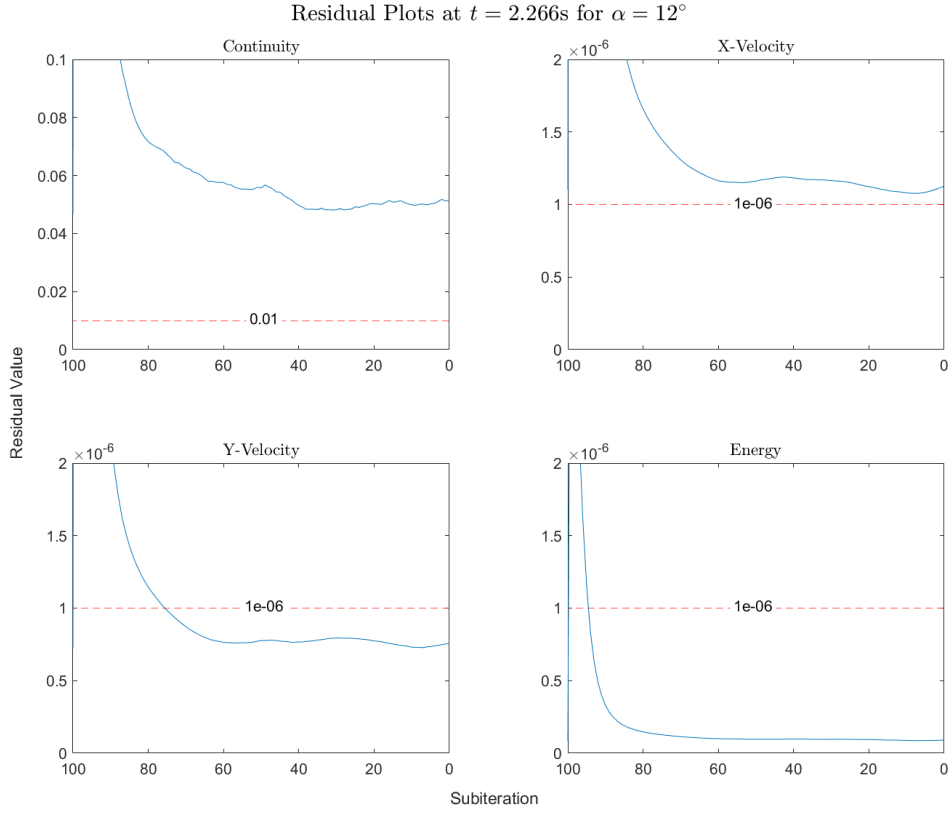 Residual Plots at t = 2.266s for α = 12°
Continuity
0.1
0.08
0.06
0.04
0.02
0
0.01
100 80 60 40 20 0
X-Velocity
×10-6
2
1.5
1
0.5
0
1e-06
100 80 60 40 20 0
Residual Value
Y-Velocity
×10-6
2
1.5
1
0.5
0
1e-06
100 80 60 40 20 0
Energy
×10-6
2
1.5
1
0.5
0
1e-06
100 80 60 40 20 0
Subiteration